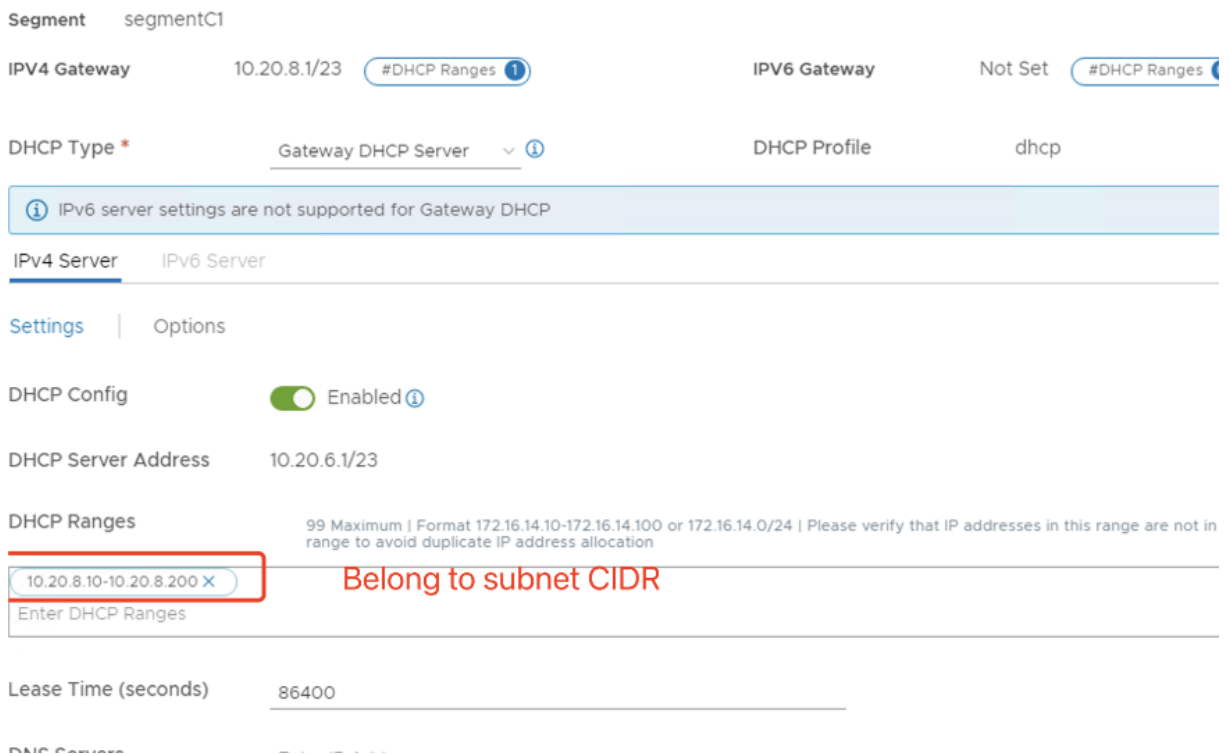 Segment segmentC1
IPV4 Gateway 10.20.8.1/23 #DHCP Ranges 1 IPV6 Gateway Not Set #DHCP Ranges
DHCP Type * Gateway DHCP Server DHCP Profile dhcp
IPv6 server settings are not supported for Gateway DHCP
IPv4 Server IPv6 Server
Settings | Options
DHCP Config Enabled
DHCP Server Address 10.20.6.1/23
DHCP Ranges 99 Maximum | Format 172.16.14.10-172.16.14.100 or 172.16.14.0/24 | Please verify that IP addresses in this range are not in
range to avoid duplicate IP address allocation
10.20.8.10-10.20.8.200 × Belong to subnet CIDR
Enter DHCP Ranges
Lease Time (seconds) 86400